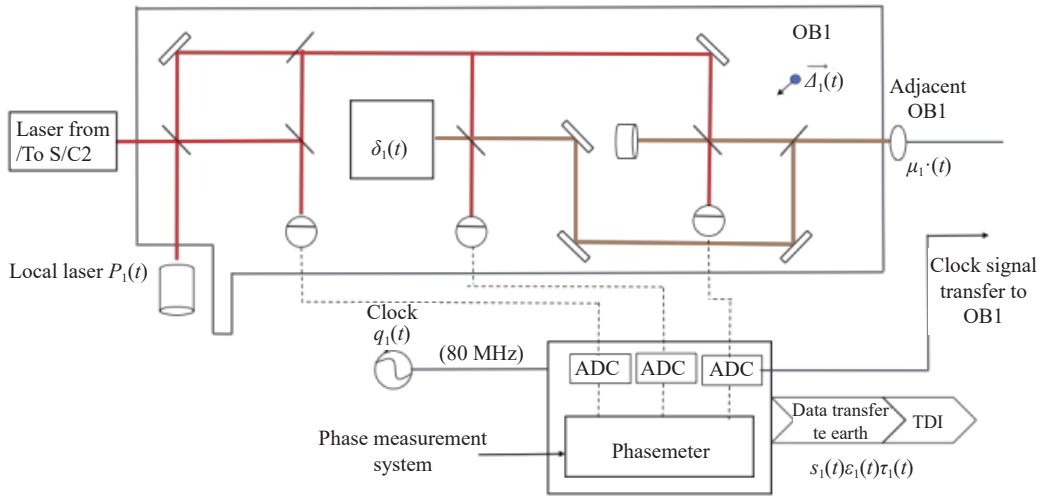 OB1
Δ₁(t)
Adjacent
OB1
Laser from
/To S/C2
δ₁(t)
μ₁·(t)
Local laser P₁(t)
Clock signal
transfer to
OB1
Clock
q₁(t)
(80 MHz)
ADC
ADC
ADC
Phase measurement
system
Phasemeter
Data transfer
te earth
TDI
s₁(t)ε₁(t)τ₁(t)